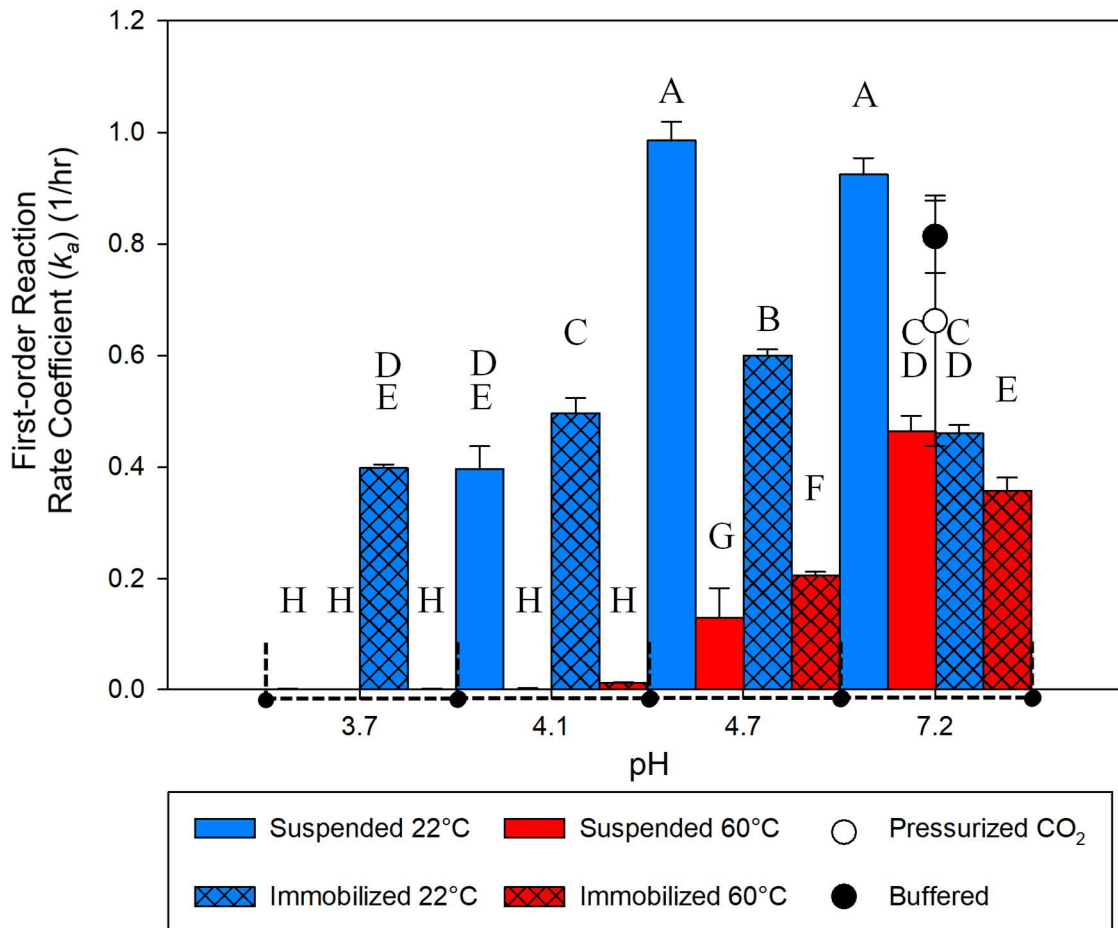 First-order Reaction
Rate Coefficient (kₐ) (1/hr)
1.2
1.0
0.8
0.6
0.4
0.2
0.0
A
A
B
C
C C
D D
D
E
D
E
E
F
G
H H H H H
3.7 4.1 4.7 7.2
pH
Suspended 22°C Suspended 60°C Pressurized CO₂
Immobilized 22°C Immobilized 60°C Buffered